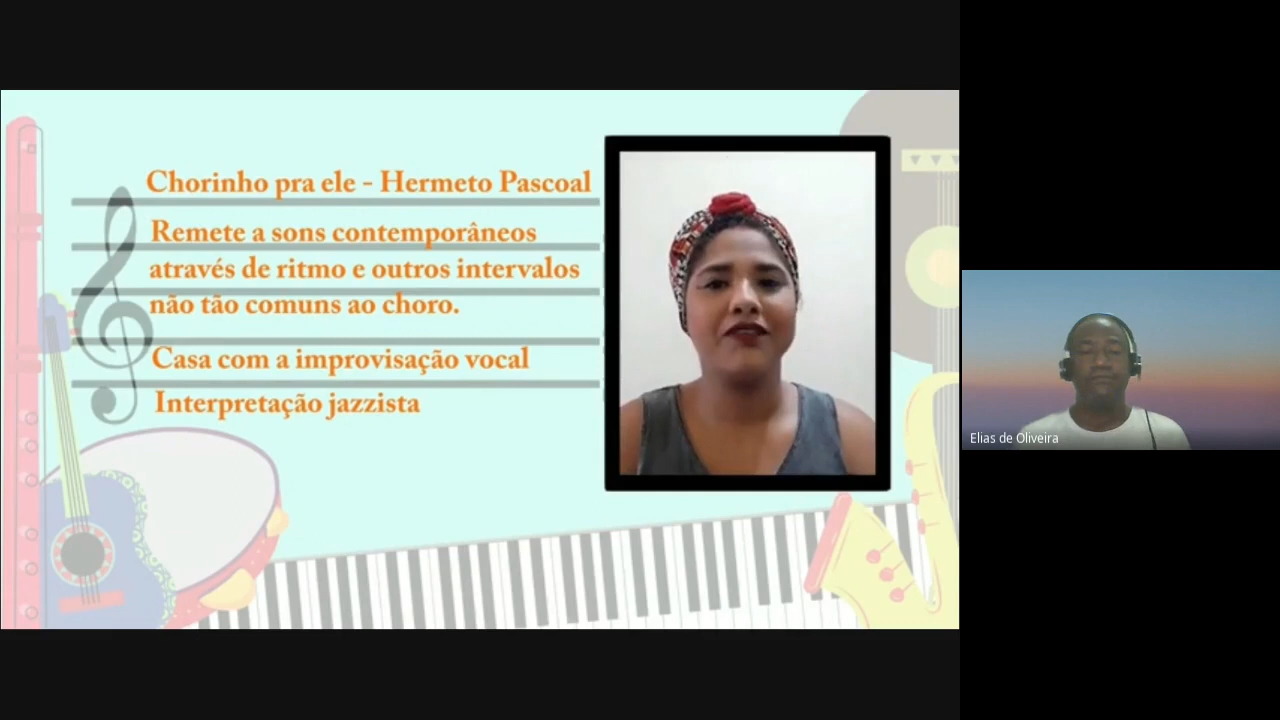 Chorinho pra ele - Hermeto Pascoal
Remete a sons contemporâneos
através de ritmo e outros intervalos
não tão comuns ao choro.
Casa com a improvisação vocal
Interpretação jazzista
Elias de Oliveira